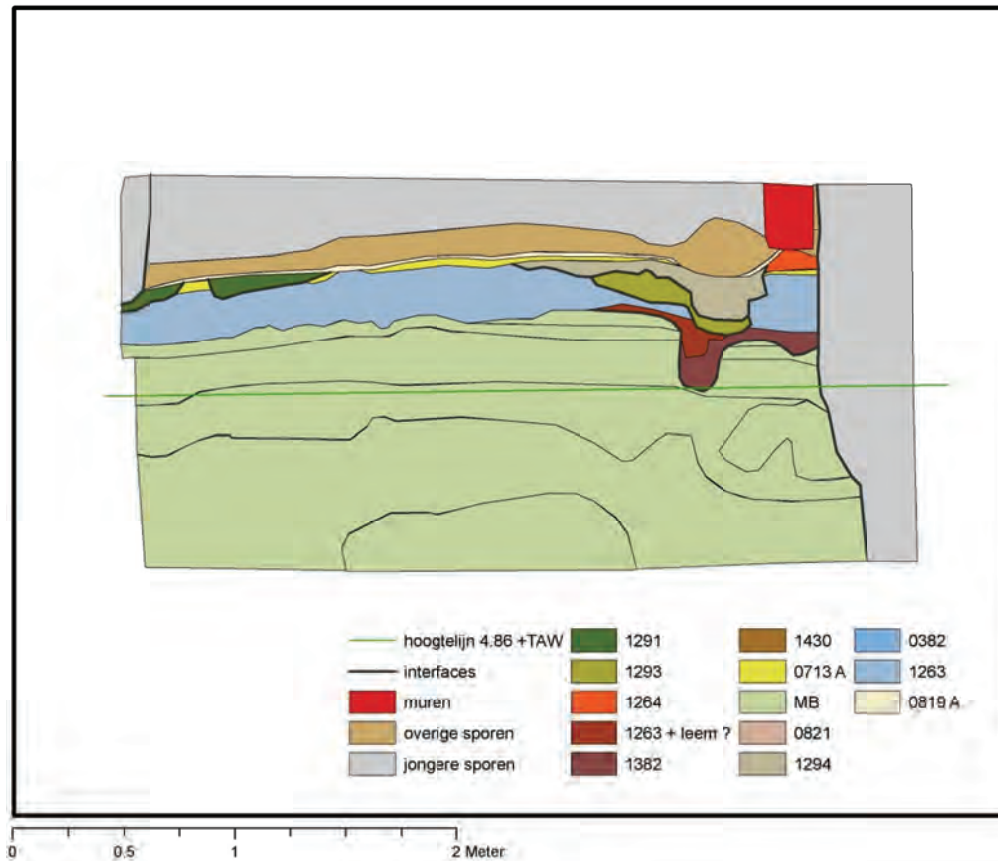 hoogtelijn 4.86 +TAW
interfaces
muren
overige sporen
jongere sporen
1291
1293
1264
1263 + leem ?
1382
1430
0713 A
MB
0821
1294
0382
1263
0819 A
0 0.5 1 2 Meter